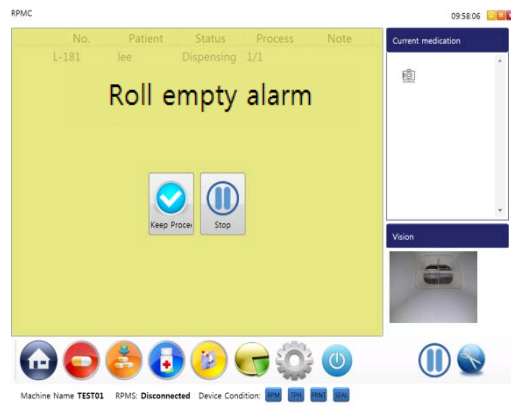 RPMC
09:58:06
No. Patient Status Process Note
L-181 lee Dispensing 1/1
Roll empty alarm
Keep Proce
Stop
Current medication
Vision
Machine Name TEST01 RPMS: Disconnected Device Condition: RPM TPH PRNT SEAL